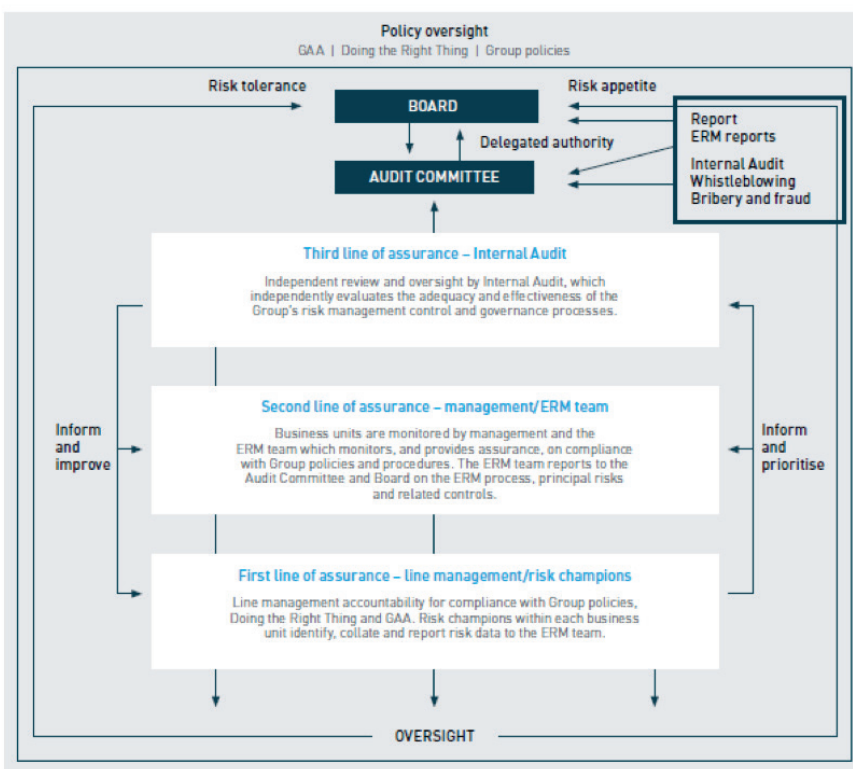 Policy oversight
GAA | Doing the Right Thing | Group policies
Risk tolerance
Risk appetite
BOARD
Report
ERM reports
Delegated authority
AUDIT COMMITTEE
Internal Audit
Whistleblowing
Bribery and fraud
Third line of assurance – Internal Audit
Independent review and oversight by Internal Audit, which
independently evaluates the adequacy and effectiveness of the
Group's risk management control and governance processes.
Inform
and
improve
Second line of assurance – management/ERM team
Business units are monitored by management and the
ERM team which monitors, and provides assurance, on compliance
with Group policies and procedures. The ERM team reports to the
Audit Committee and Board on the ERM process, principal risks
and related controls.
Inform
and
prioritise
First line of assurance – line management/risk champions
Line management accountability for compliance with Group policies,
Doing the Right Thing and GAA. Risk champions within each business
unit identify, collate and report risk data to the ERM team.
OVERSIGHT